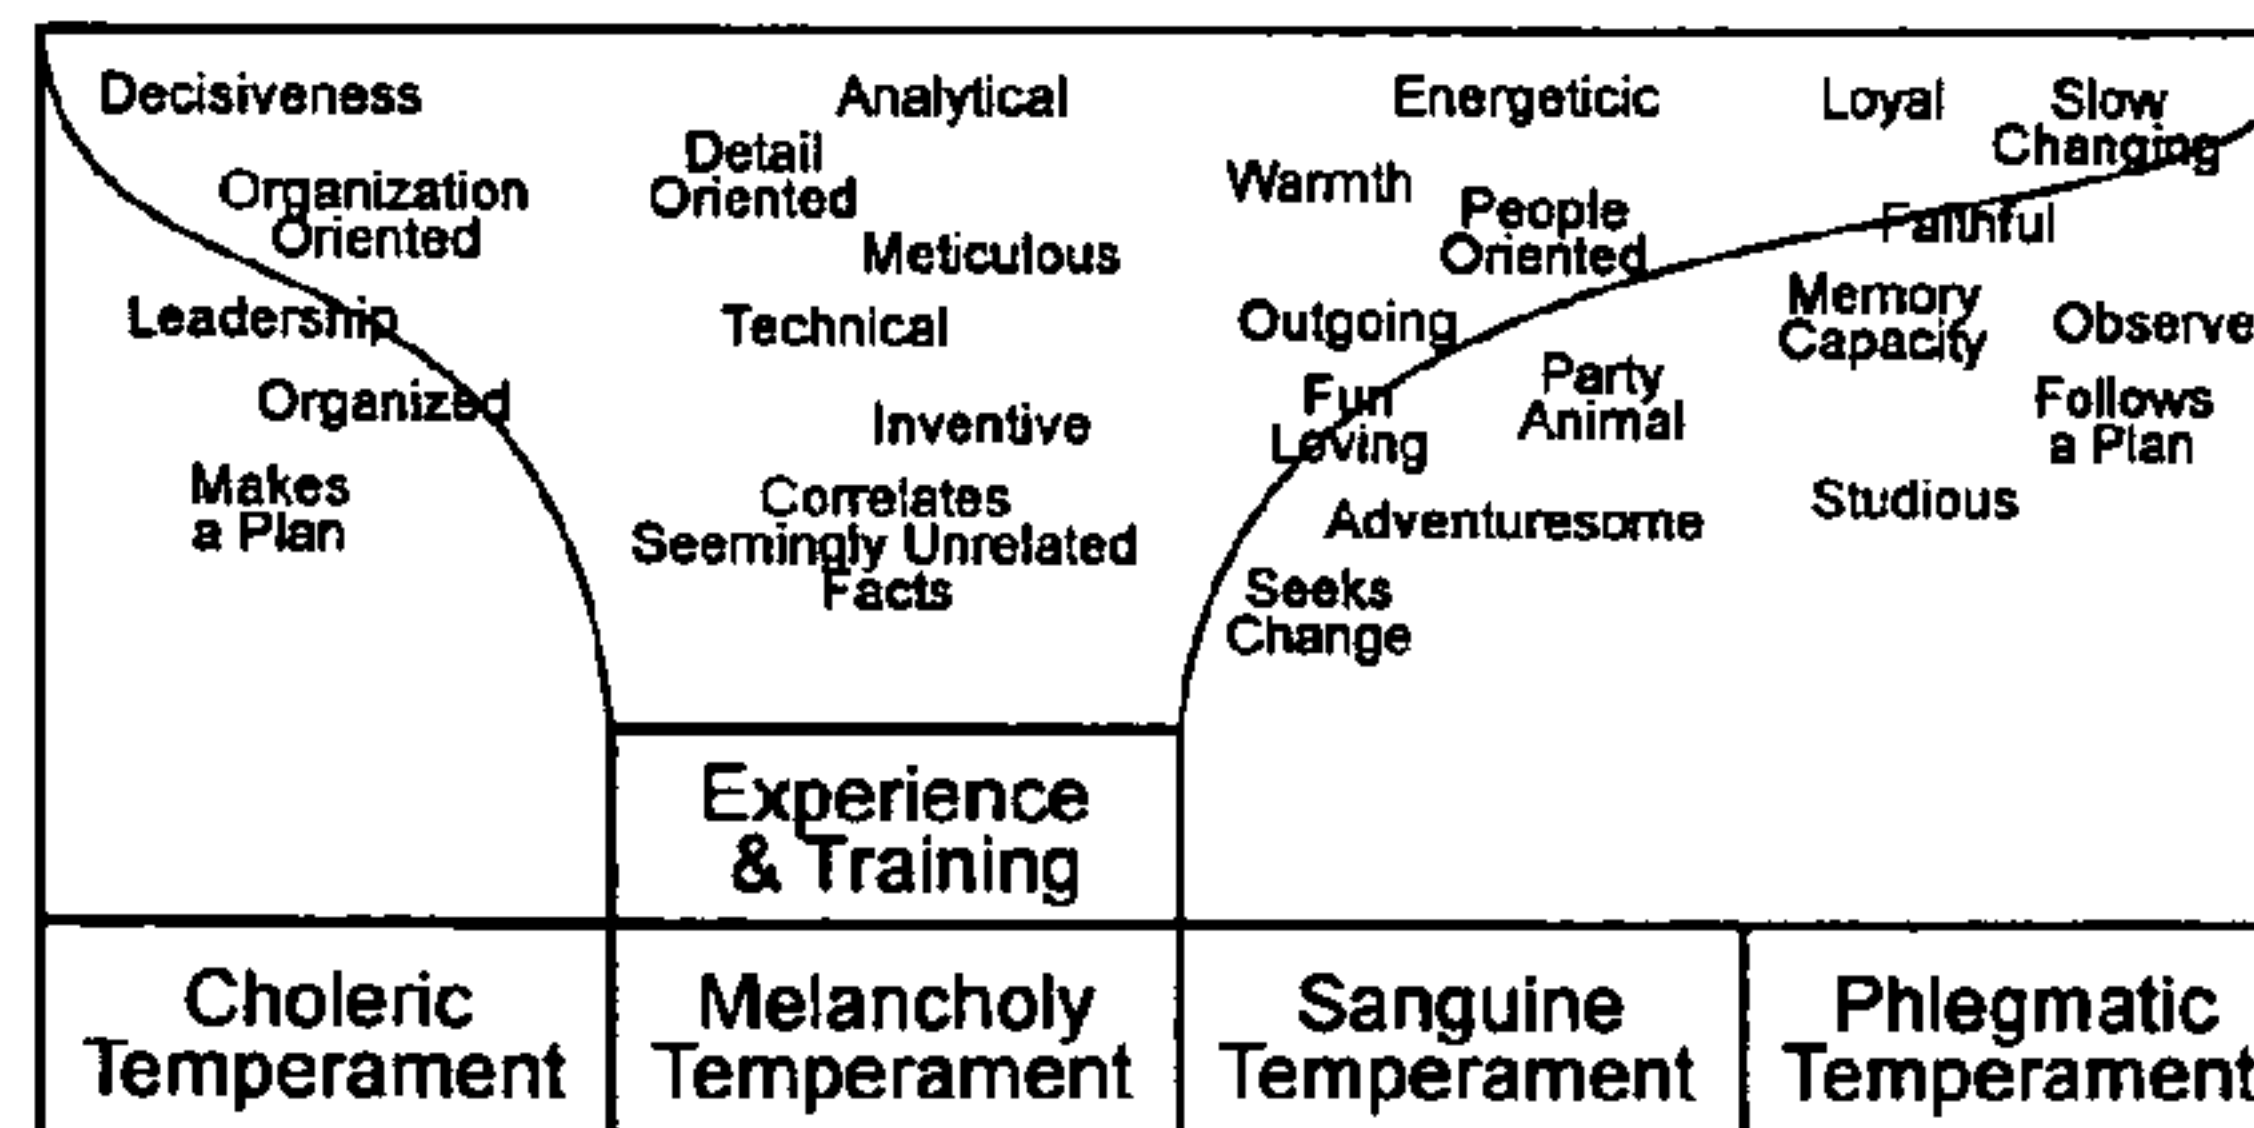 Decisiveness
Organization
Oriented
Leadership
Organized
Makes
a Plan
Analytical
Detail
Oriented
Meticulous
Technical
Inventive
Correlates
Seemingly Unrelated
Facts
Energeticic
Warmth
People
Oriented
Outgoing
Fun
Loving
Party
Animal
Adventuresome
Seeks
Change
Loyal
Slow
Changing
Faithful
Memory
Capacity
Observe
Follows
a Plan
Studious
Experience
& Training
Choleric
Temperament
Melancholy
Temperament
Sanguine
Temperament
Phlegmatic
Temperament